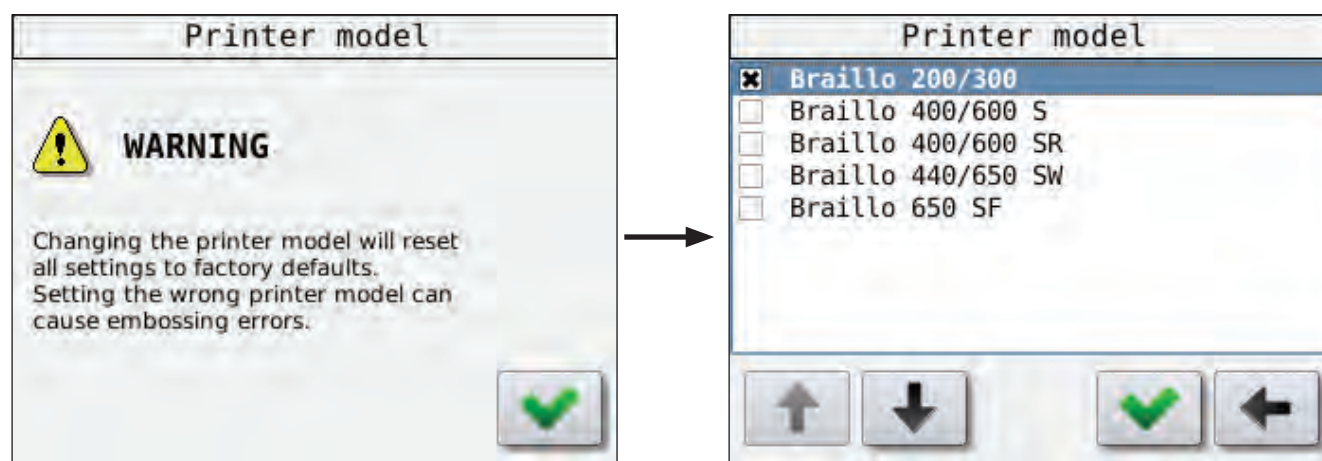 Printer model
WARNING
Changing the printer model will reset
all settings to factory defaults.
Setting the wrong printer model can
cause embossing errors.
Printer model
Braillo 200/300
Braillo 400/600 S
Braillo 400/600 SR
Braillo 440/650 SW
Braillo 650 SF